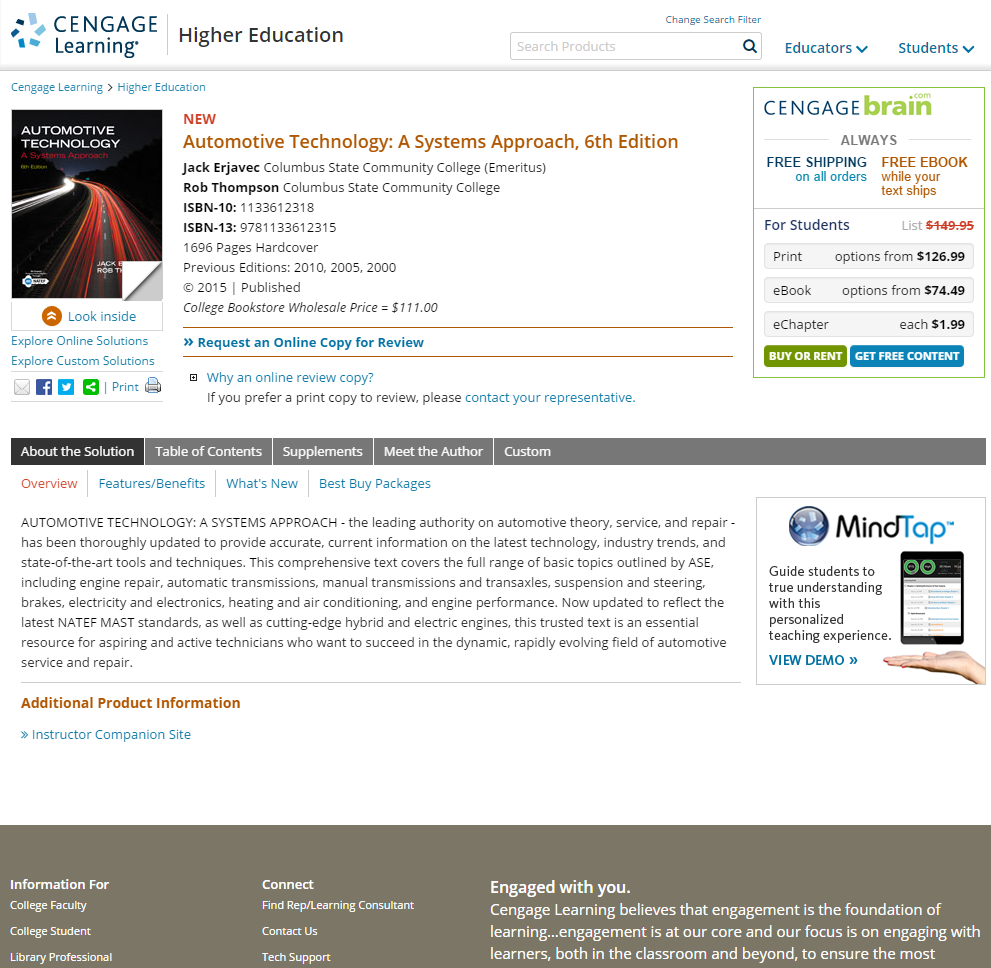 CENGAGE
Learning®
Higher Education
Change Search Filter
Search Products
Educators
Students
Cengage Learning > Higher Education
AUTOMOTIVE
TECHNOLOGY
A Systems Approach
6th Edition
JACK E
ROB TH
NATEF
Look inside
Explore Online Solutions
Explore Custom Solutions
| Print
NEW
Automotive Technology: A Systems Approach, 6th Edition
Jack Erjavec Columbus State Community College (Emeritus)
Rob Thompson Columbus State Community College
ISBN-10: 1133612318
ISBN-13: 9781133612315
1696 Pages Hardcover
Previous Editions: 2010, 2005, 2000
© 2015 | Published
College Bookstore Wholesale Price = $111.00
» Request an Online Copy for Review
Why an online review copy?
If you prefer a print copy to review, please contact your representative.
CENGAGEbrain.com
ALWAYS
FREE SHIPPING
on all orders
FREE EBOOK
while your
text ships
For Students List $149.95
Print options from $126.99
eBook options from $74.49
eChapter each $1.99
BUY OR RENT GET FREE CONTENT
About the Solution Table of Contents Supplements Meet the Author Custom
Overview Features/Benefits What's New Best Buy Packages
AUTOMOTIVE TECHNOLOGY: A SYSTEMS APPROACH - the leading authority on automotive theory, service, and repair -
has been thoroughly updated to provide accurate, current information on the latest technology, industry trends, and
state-of-the-art tools and techniques. This comprehensive text covers the full range of basic topics outlined by ASE,
including engine repair, automatic transmissions, manual transmissions and transaxles, suspension and steering,
brakes, electricity and electronics, heating and air conditioning, and engine performance. Now updated to reflect the
latest NATEF MAST standards, as well as cutting-edge hybrid and electric engines, this trusted text is an essential
resource for aspiring and active technicians who want to succeed in the dynamic, rapidly evolving field of automotive
service and repair.
Additional Product Information
» Instructor Companion Site
MindTap™
Guide students to
true understanding
with this
personalized
teaching experience.
VIEW DEMO »
Information For
College Faculty
College Student
Library Professional
Connect
Find Rep/Learning Consultant
Contact Us
Tech Support
Engaged with you.
Cengage Learning believes that engagement is the foundation of
learning...engagement is at our core and our focus is on engaging with
learners, both in the classroom and beyond, to ensure the most